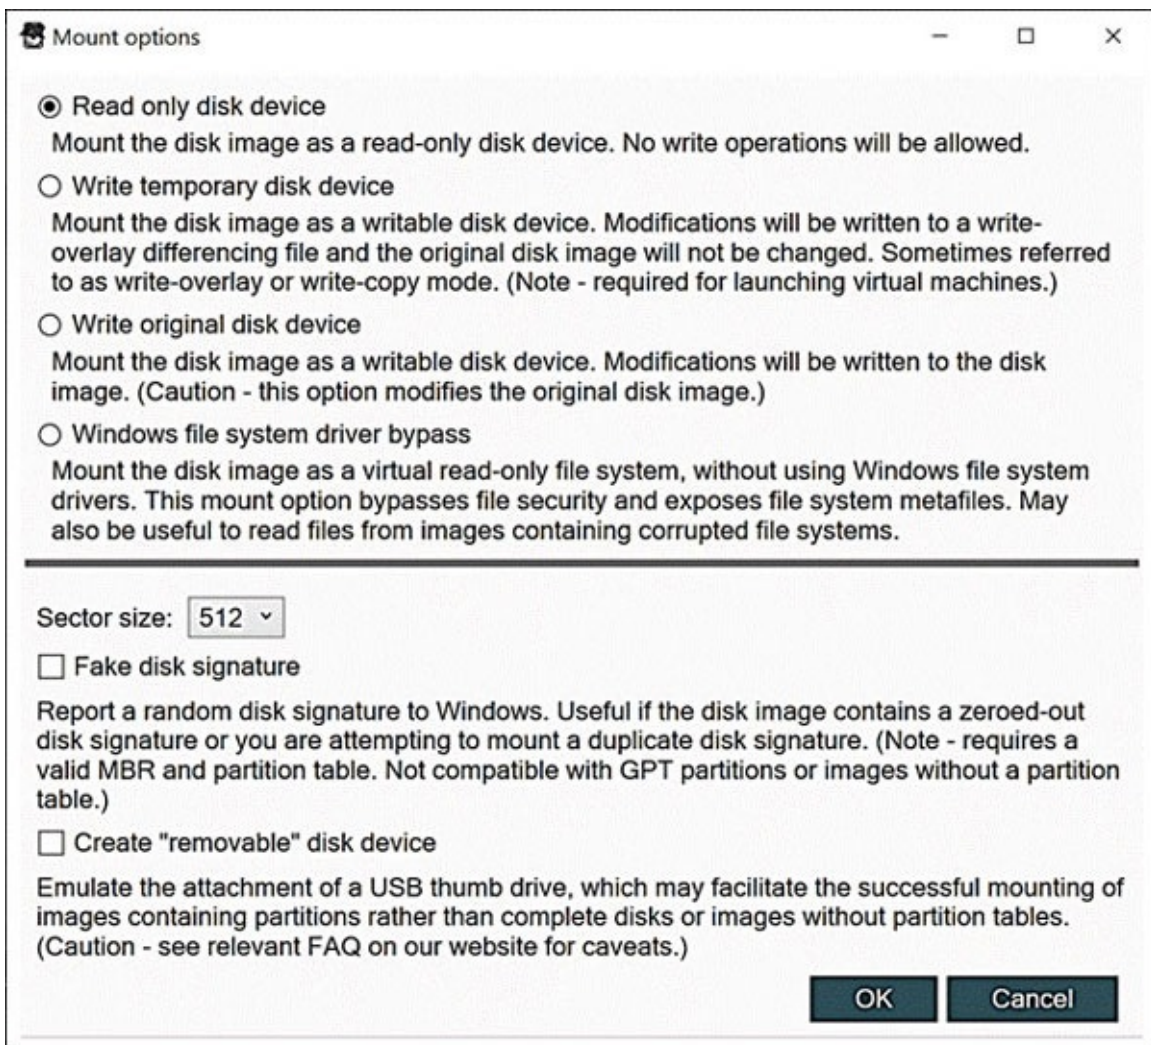 Mount options
Read only disk device
Mount the disk image as a read-only disk device. No write operations will be allowed.
Write temporary disk device
Mount the disk image as a writable disk device. Modifications will be written to a write-
overlay differencing file and the original disk image will not be changed. Sometimes referred
to as write-overlay or write-copy mode. (Note - required for launching virtual machines.)
Write original disk device
Mount the disk image as a writable disk device. Modifications will be written to the disk
image. (Caution - this option modifies the original disk image.)
Windows file system driver bypass
Mount the disk image as a virtual read-only file system, without using Windows file system
drivers. This mount option bypasses file security and exposes file system metafiles. May
also be useful to read files from images containing corrupted file systems.
Sector size: 512
Fake disk signature
Report a random disk signature to Windows. Useful if the disk image contains a zeroed-out
disk signature or you are attempting to mount a duplicate disk signature. (Note - requires a
valid MBR and partition table. Not compatible with GPT partitions or images without a partition
table.)
Create "removable" disk device
Emulate the attachment of a USB thumb drive, which may facilitate the successful mounting of
images containing partitions rather than complete disks or images without partition tables.
(Caution - see relevant FAQ on our website for caveats.)
OK Cancel